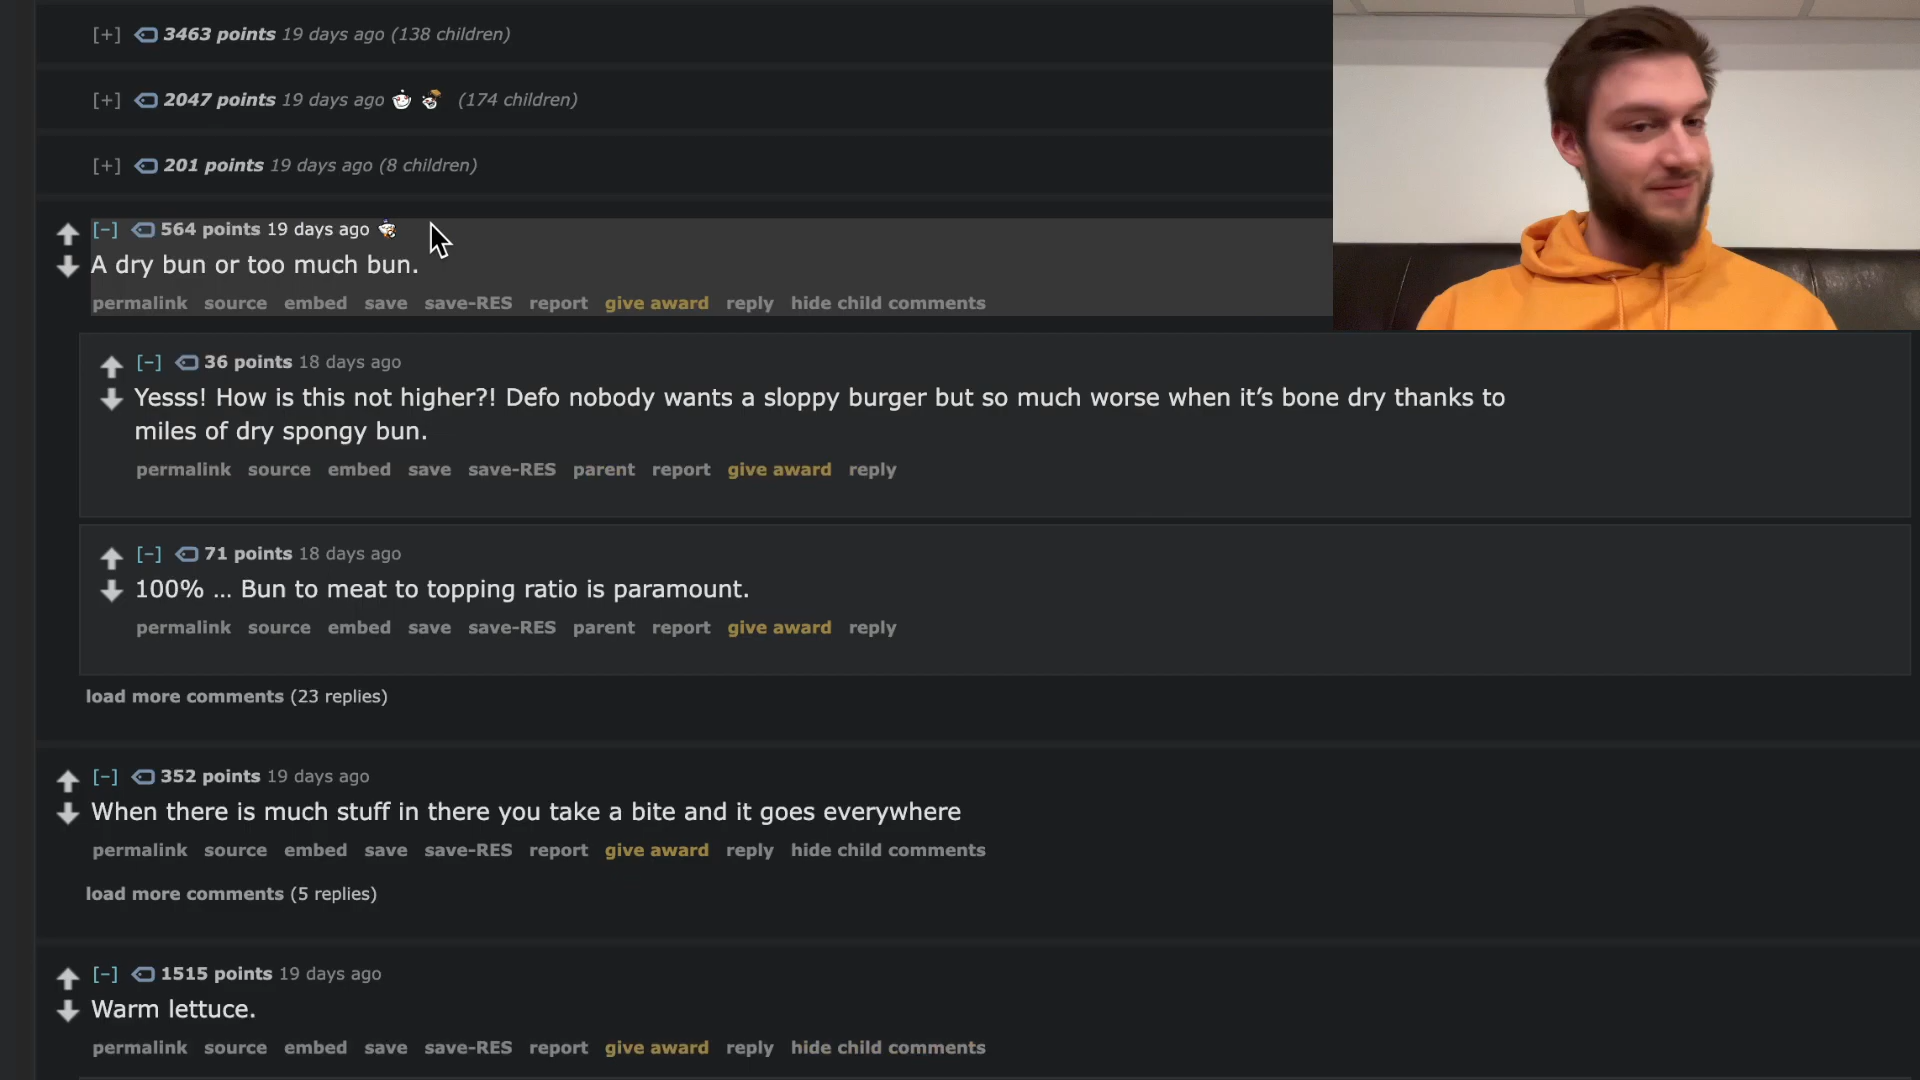 [+] 3463 points 19 days ago (138 children)
[+] 2047 points 19 days ago (174 children)
[+] 201 points 19 days ago (8 children)
[-] 564 points 19 days ago
A dry bun or too much bun.
permalink source embed save save-RES report give award reply hide child comments
[-] 36 points 18 days ago
Yesss! How is this not higher?! Defo nobody wants a sloppy burger but so much worse when it’s bone dry thanks to
miles of dry spongy bun.
permalink source embed save save-RES parent report give award reply
[-] 71 points 18 days ago
100% ... Bun to meat to topping ratio is paramount.
permalink source embed save save-RES parent report give award reply
load more comments (23 replies)
[-] 352 points 19 days ago
When there is much stuff in there you take a bite and it goes everywhere
permalink source embed save save-RES report give award reply hide child comments
load more comments (5 replies)
[-] 1515 points 19 days ago
Warm lettuce.
permalink source embed save save-RES report give award reply hide child comments